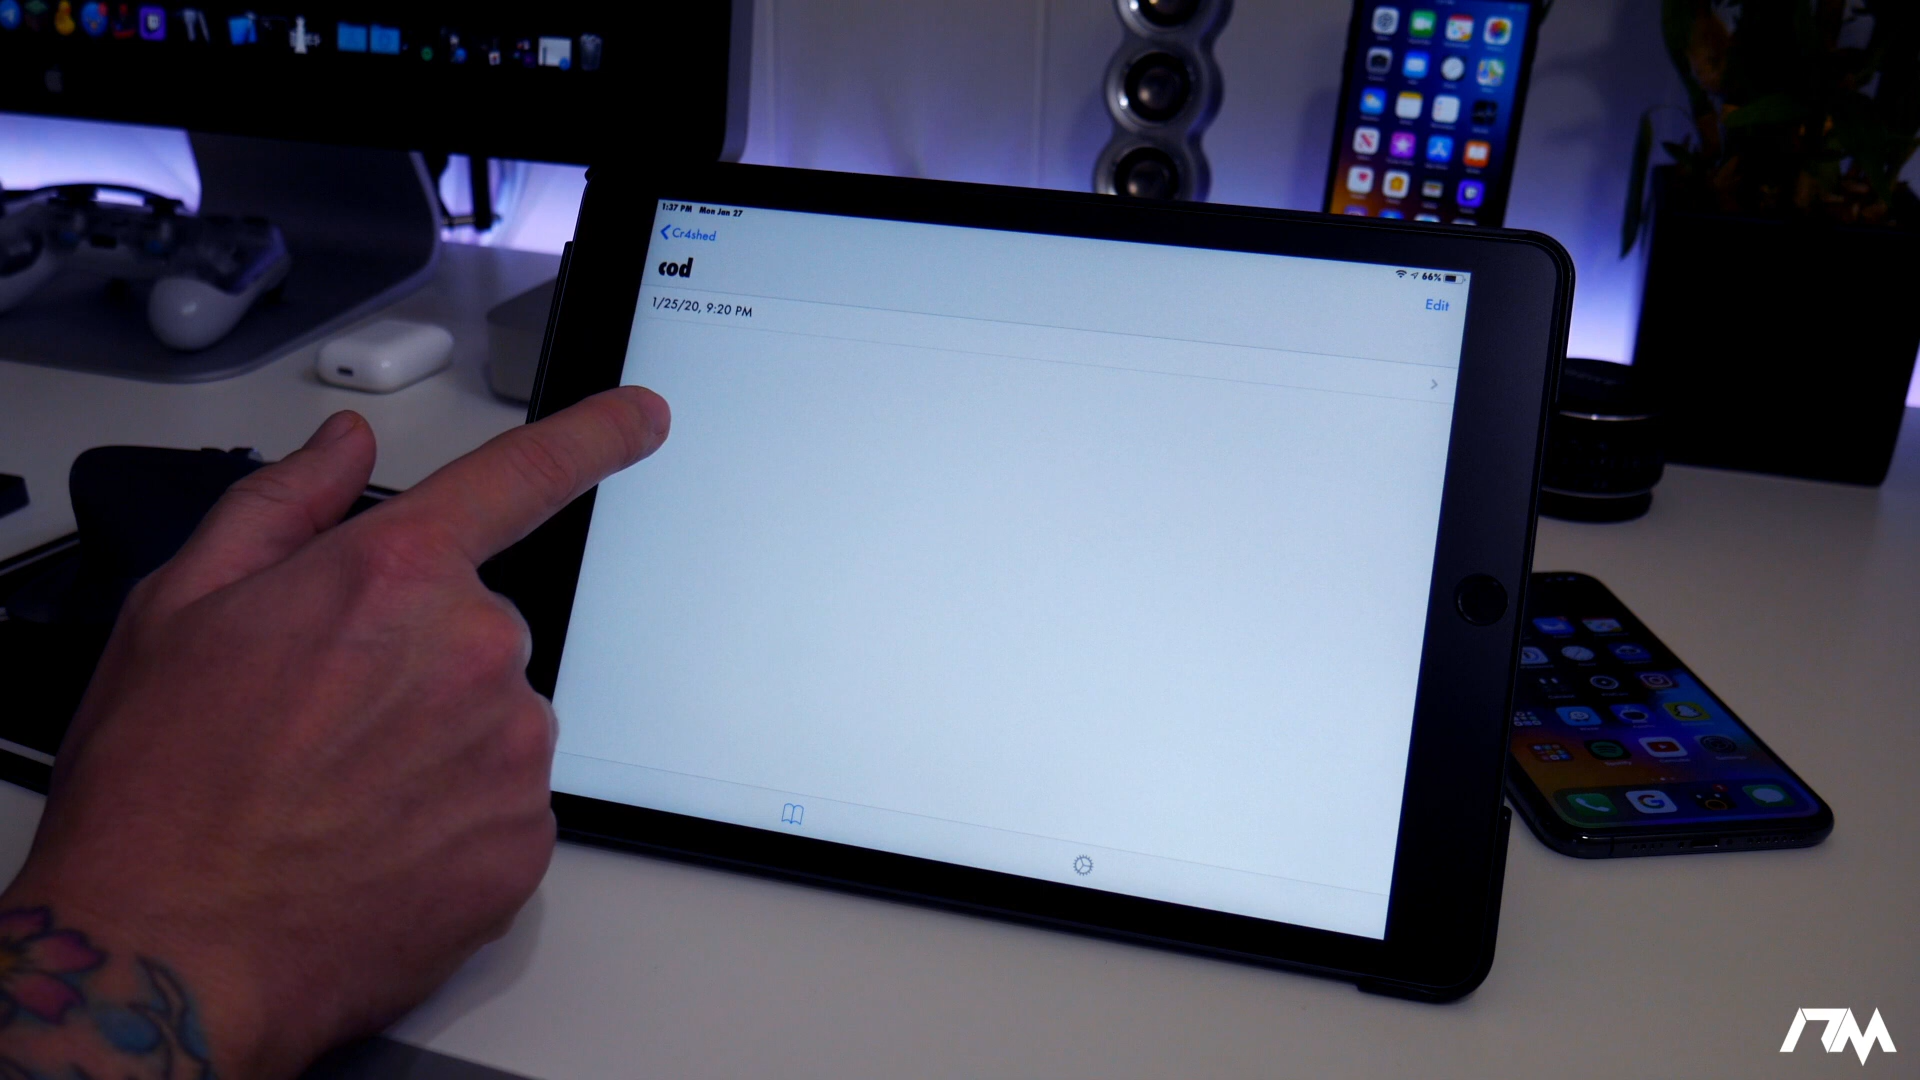 1:37 PM Mon Jan 27
66%
Cr4shed
cod
Edit
1/25/20, 9:20 PM